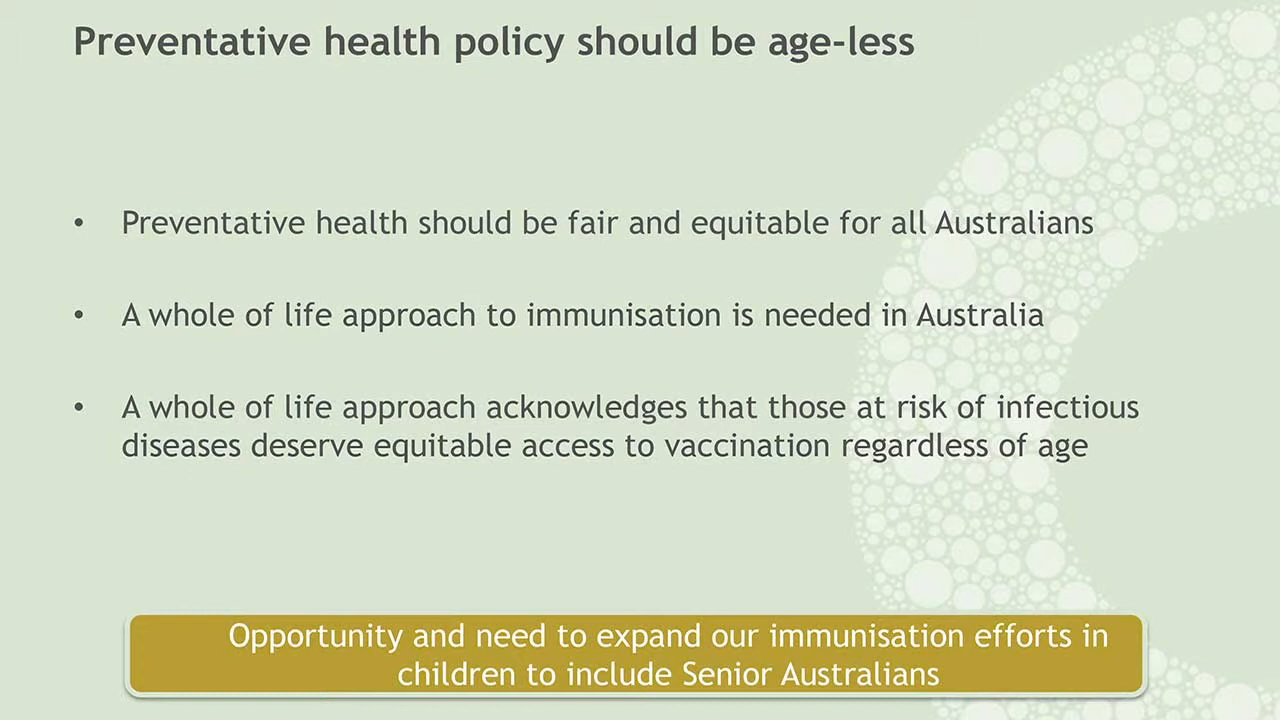 Preventative health policy should be age-less
• Preventative health should be fair and equitable for all Australians
• A whole of life approach to immunisation is needed in Australia
• A whole of life approach acknowledges that those at risk of infectious
diseases deserve equitable access to vaccination regardless of age
Opportunity and need to expand our immunisation efforts in
children to include Senior Australians